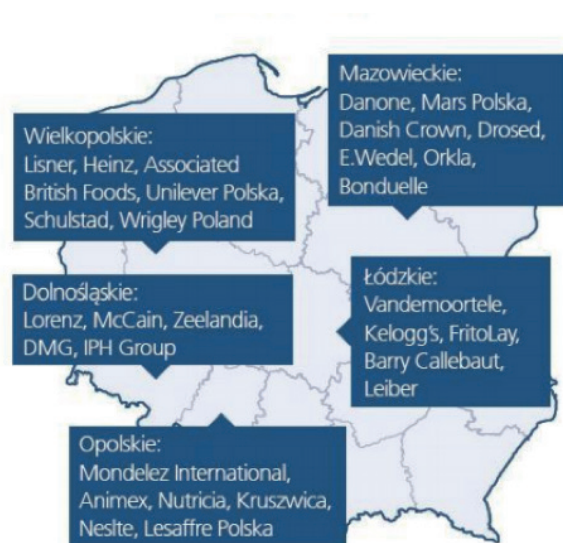 Mazowieckie:
Danone, Mars Polska,
Danish Crown, Drosed,
E.Wedel, Orkla,
Bonduelle
Wielkopolskie:
Lisner, Heinz, Associated
British Foods, Unilever Polska,
Schulstad, Wrigley Poland
Dolnośląskie:
Lorenz, McCain, Zeelandia,
DMG, IPH Group
Łódzkie:
Vandemoortele,
Kelogg's, FritoLay,
Barry Callebaut,
Leiber
Opolskie:
Mondelez International,
Animex, Nutricia, Kruszwica,
Neslte, Lesaffre Polska